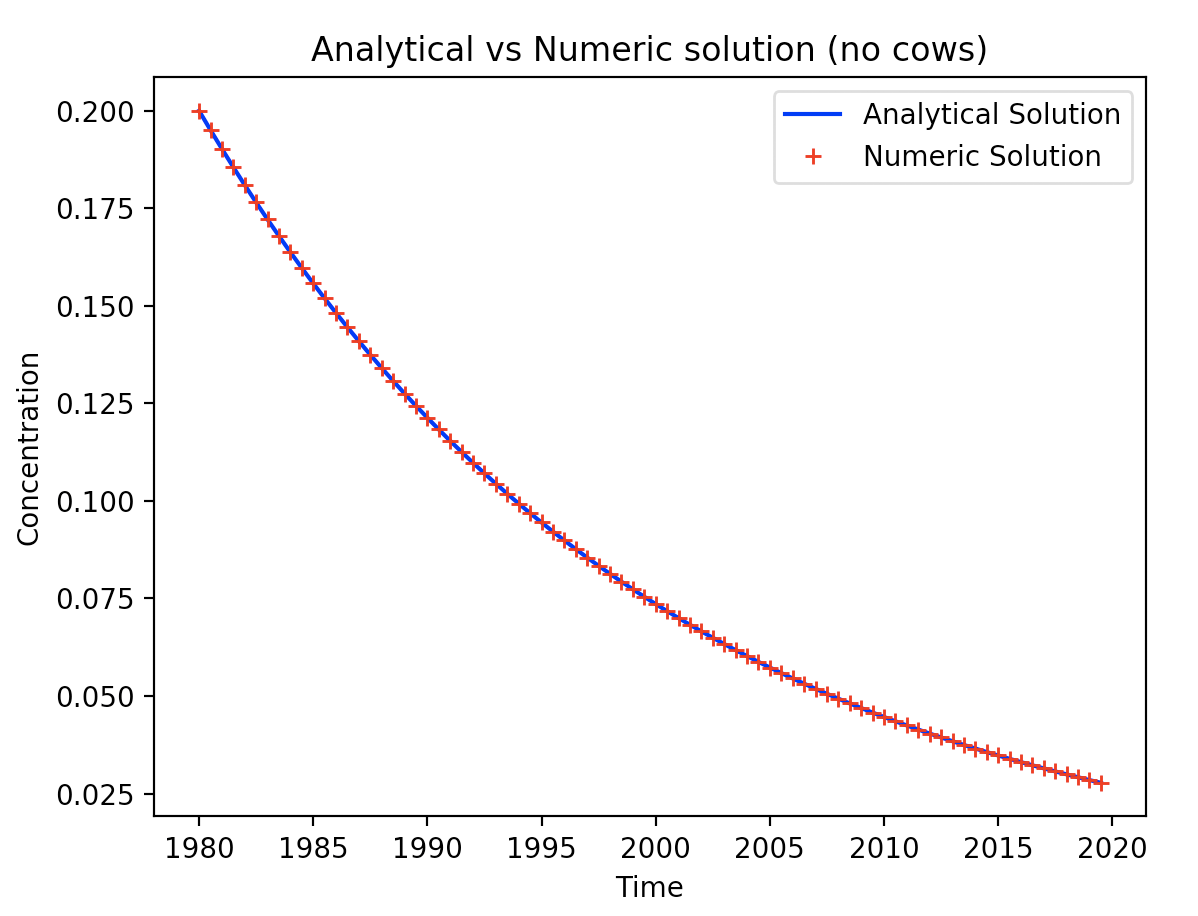 Analytical vs Numeric solution (no cows)
Analytical Solution
Numeric Solution
0.200
0.175
0.150
0.125
0.100
0.075
0.050
0.025
Concentration
1980 1985 1990 1995 2000 2005 2010 2015 2020
Time